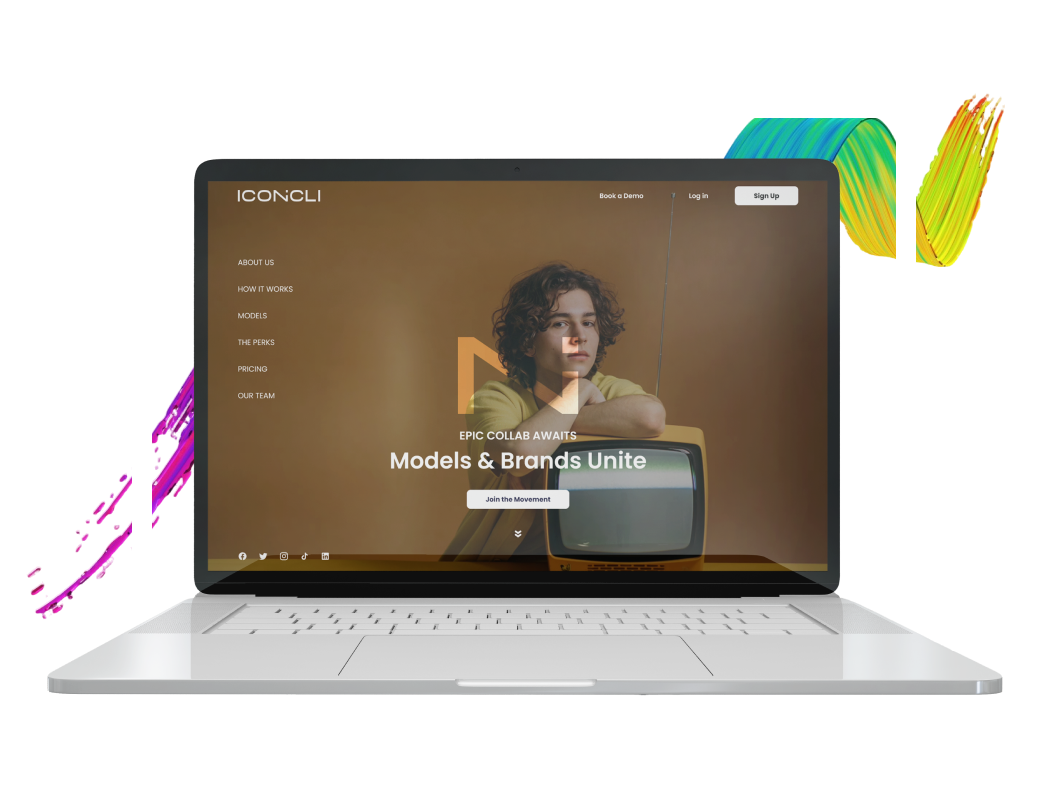 ICONCLI
Book a Demo
Log in
Sign Up
ABOUT US
HOW IT WORKS
MODELS
THE PERKS
PRICING
OUR TEAM
N
EPIC COLLAB AWAITS
Models & Brands Unite
Join the Movement